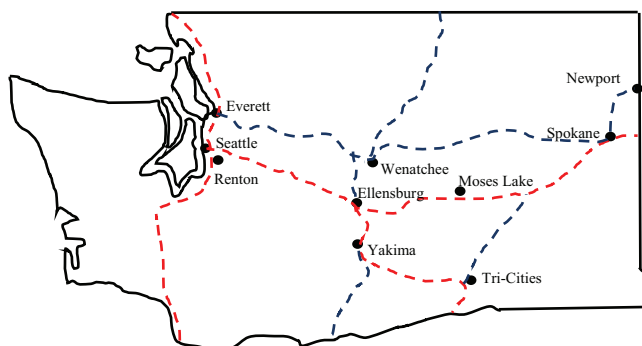 Newport
Everett
Spokane
Seattle
Wenatchee
Renton
Moses Lake
Ellensburg
Yakima
Tri-Cities